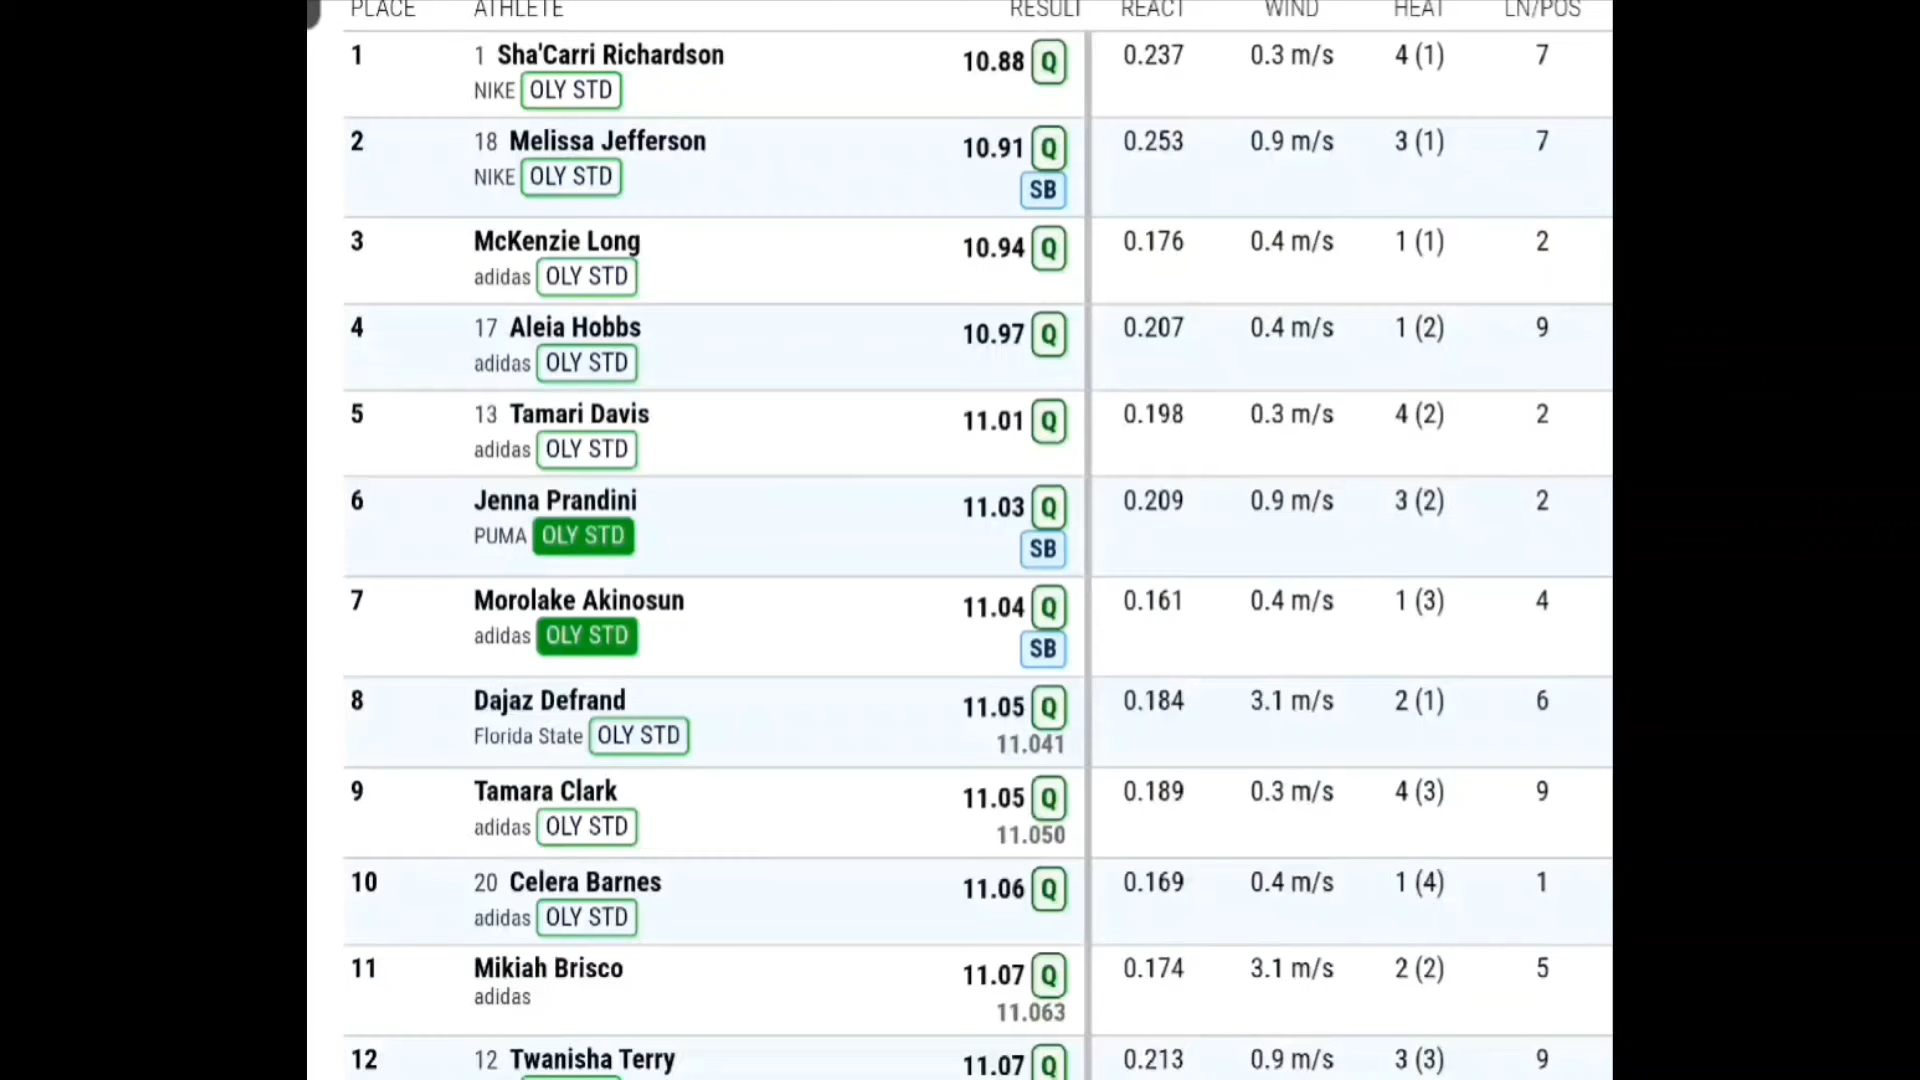 PLACE ATHLETE RESULT REACT WIND HEAT LN/POS
1 1 Sha'Carri Richardson 10.88 Q 0.237 0.3 m/s 4 (1) 7
NIKE OLY STD
2 18 Melissa Jefferson 10.91 Q 0.253 0.9 m/s 3 (1) 7
NIKE OLY STD SB
3 McKenzie Long 10.94 Q 0.176 0.4 m/s 1 (1) 2
adidas OLY STD
4 17 Aleia Hobbs 10.97 Q 0.207 0.4 m/s 1 (2) 9
adidas OLY STD
5 13 Tamari Davis 11.01 Q 0.198 0.3 m/s 4 (2) 2
adidas OLY STD
6 Jenna Prandini 11.03 Q 0.209 0.9 m/s 3 (2) 2
PUMA OLY STD SB
7 Morolake Akinosun 11.04 Q 0.161 0.4 m/s 1 (3) 4
adidas OLY STD SB
8 Dajaz Defrand 11.05 Q 0.184 3.1 m/s 2 (1) 6
Florida State OLY STD 11.041
9 Tamara Clark 11.05 Q 0.189 0.3 m/s 4 (3) 9
adidas OLY STD 11.050
10 20 Celera Barnes 11.06 Q 0.169 0.4 m/s 1 (4) 1
adidas OLY STD
11 Mikiah Brisco 11.07 Q 0.174 3.1 m/s 2 (2) 5
adidas 11.063
12 12 Twanisha Terry 11.07 Q 0.213 0.9 m/s 3 (3) 9